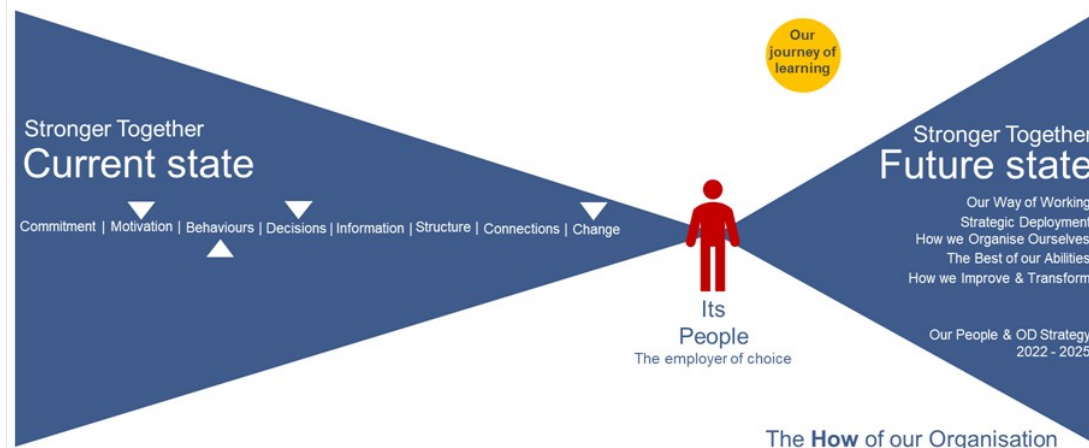 Our
journey of
learning
Stronger Together
Current state
Commitment | Motivation | Behaviours | Decisions | Information | Structure | Connections | Change
Its
People
The employer of choice
Stronger Together
Future state
Our Way of Working
Strategic Deployment
How we Organise Ourselves
The Best of our Abilities
How we Improve & Transform
Our People & OD Strategy
2022 - 2025
The How of our Organisation